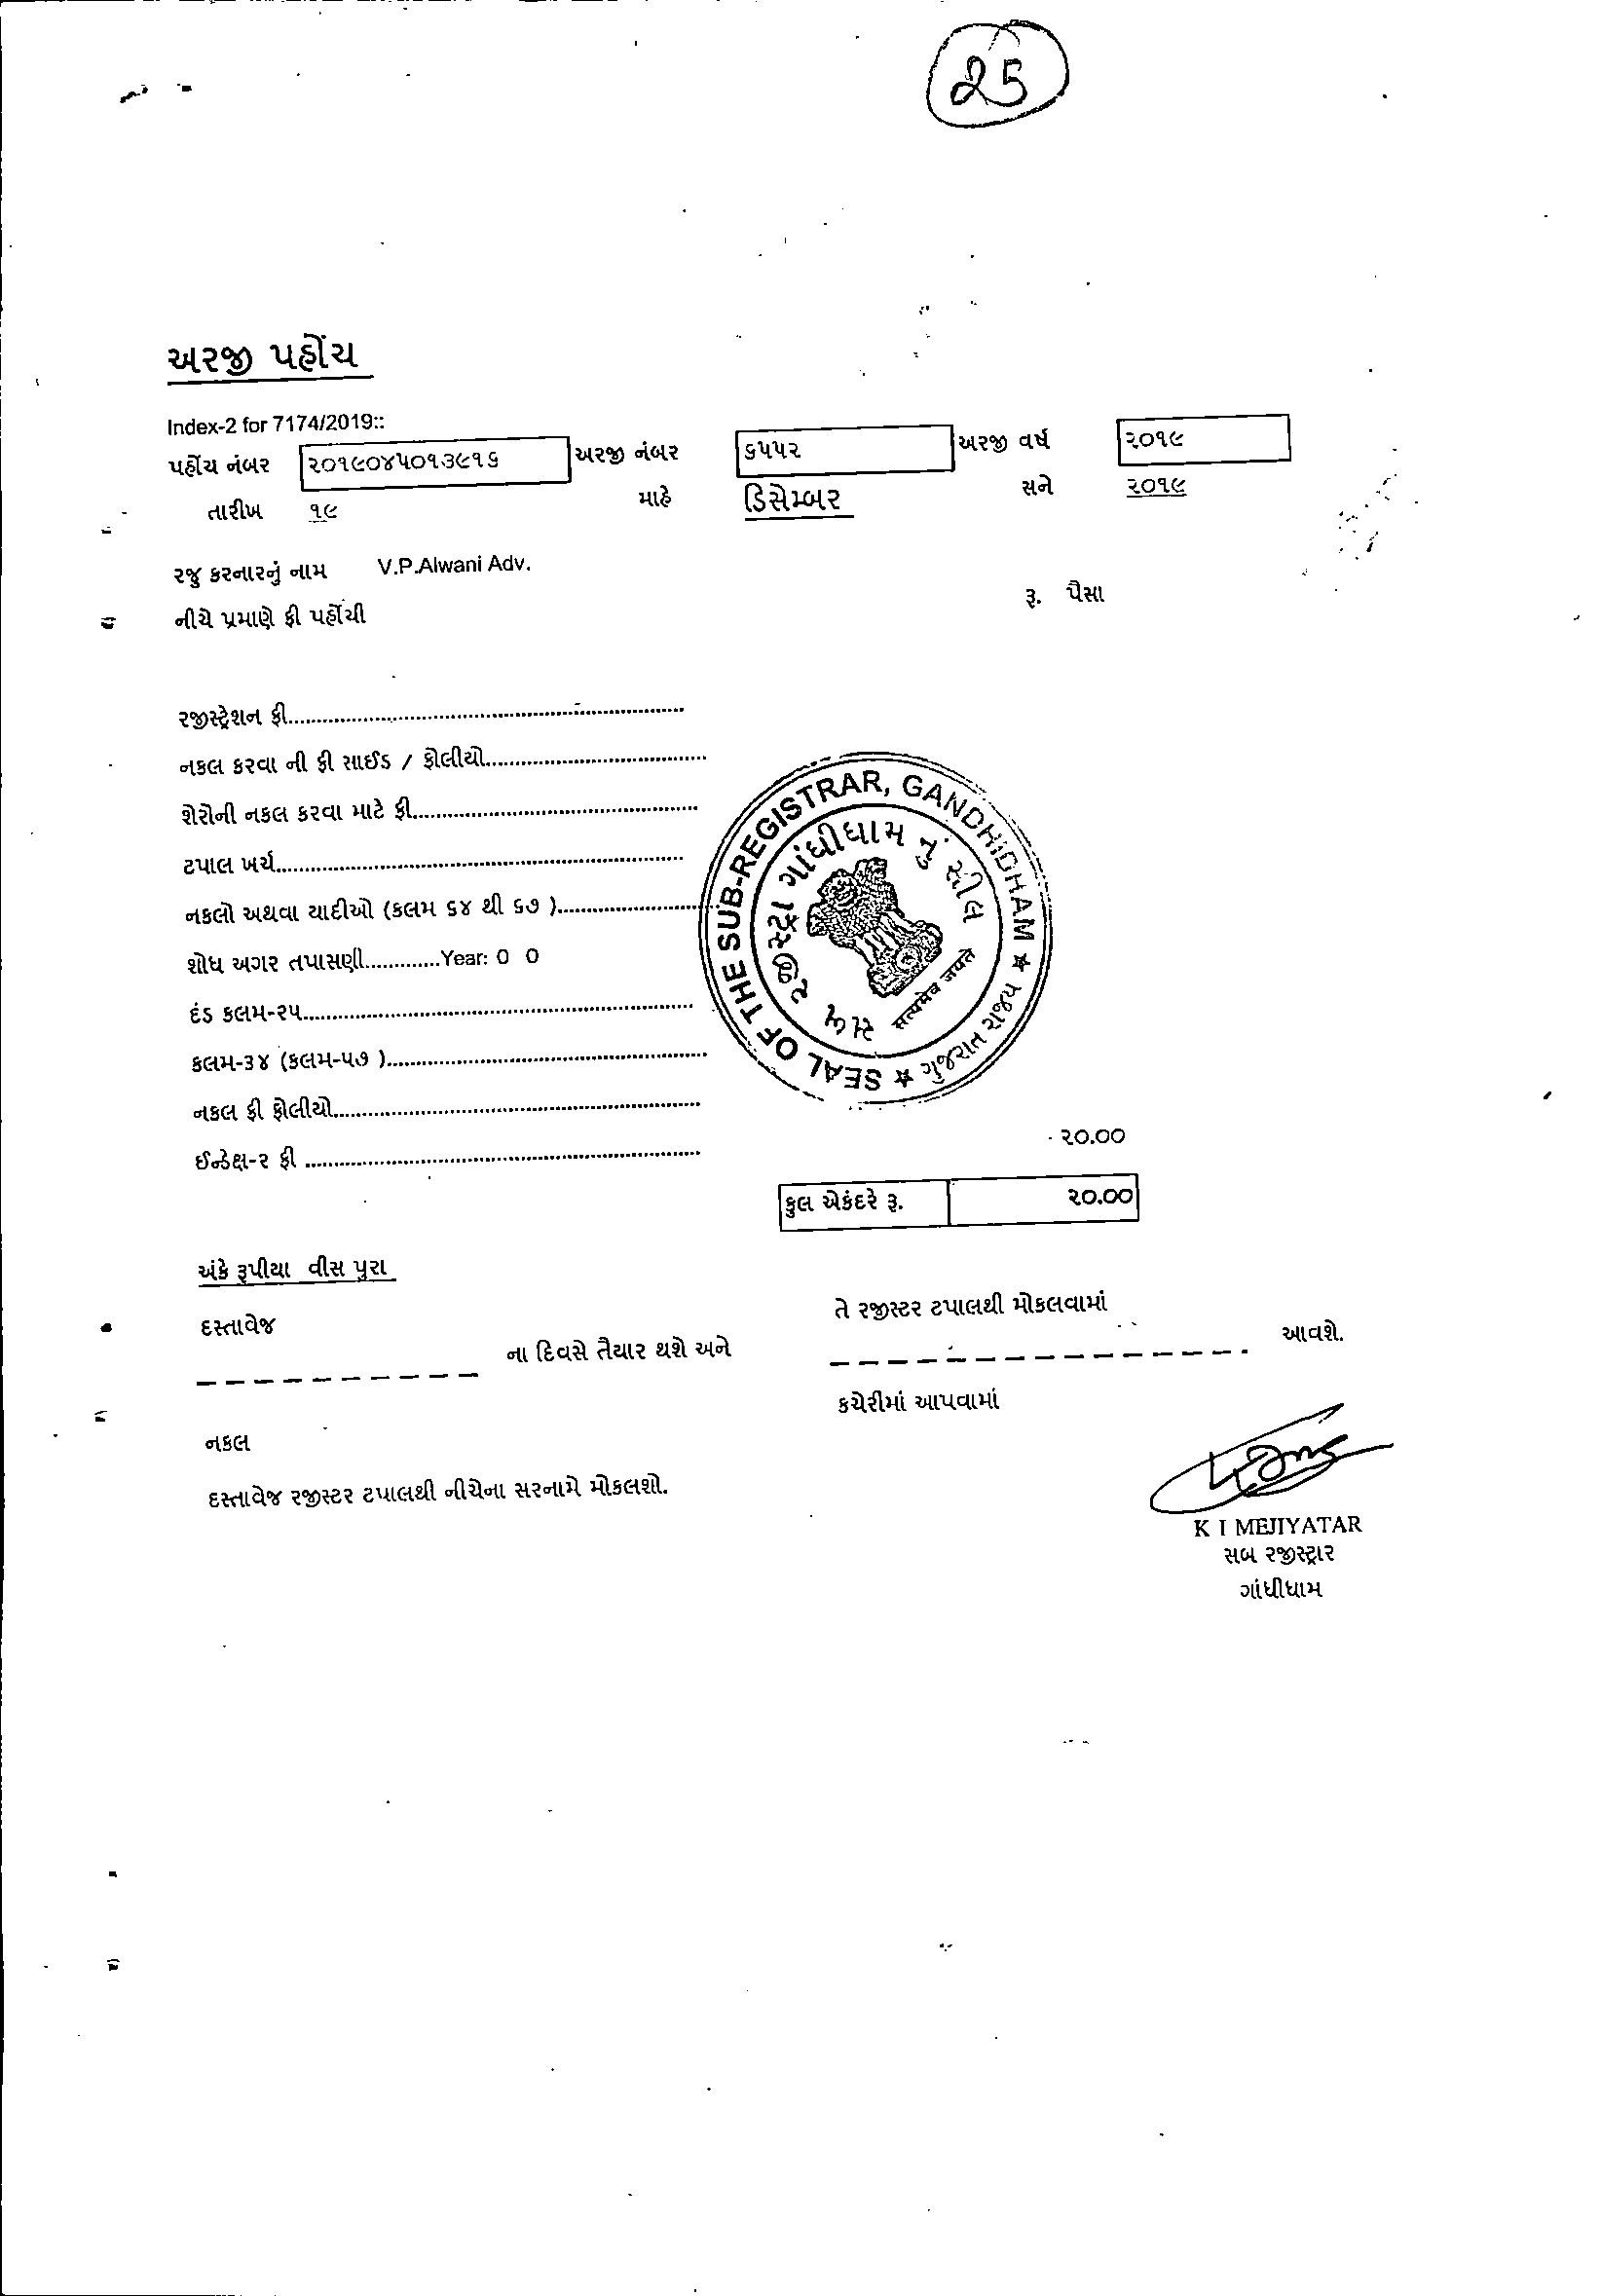 25
અરજી પહોંચ
Index-2 for 7174/2019::
પહોંચ નંબર ૨૦૧૯૦૪૫૦૧૩૯૧૬ અરજી નંબર ૬૫૫૨ અરજી વર્ષ ૨૦૧૯
તારીખ ૧૯ માહે ડિસેમ્બર સને ૨૦૧૯
રજુ કરનારનું નામ V.P.Alwani Adv.
નીચે પ્રમાણે ફી પહોંચી રૂ. પૈસા
રજીસ્ટ્રેશન ફી
નકલ કરવા ની ફી સાઈડ / ફોલીયો
શેરોની નકલ કરવા માટે ફી
ટપાલ ખર્ચ
નકલો અથવા યાદીઓ (કલમ ૬૪ થી ૬૭ )
શોધ અગર તપાસણી.............Year: 0 0
દંડ કલમ-૨૫
કલમ-૩૪ (કલમ-૫૭ )
નકલ ફી ફોલીયો
ઈન્ડેક્ષ-૨ ફી ૨૦.૦૦
SEAL OF THE SUB-REGISTRAR, GANDHIDHAM ★ ગુજરાત રાજ્ય ★
સબ રજીસ્ટ્રા ગાંધીધામ નું સીલ
सत्यमेव जयते
કુલ એકંદરે રૂ. ૨૦.૦૦
અંકે રૂપીયા વીસ પુરા
દસ્તાવેજ તે રજીસ્ટર ટપાલથી મોકલવામાં
ના દિવસે તૈયાર થશે અને આવશે.
નકલ કચેરીમાં આપવામાં
દસ્તાવેજ રજીસ્ટર ટપાલથી નીચેના સરનામે મોકલશો.
K I MEJIYATAR
સબ રજીસ્ટ્રાર
ગાંધીધામ